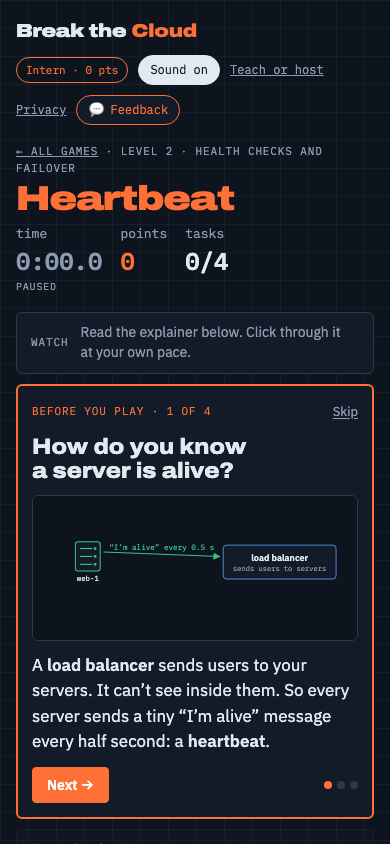 Break the Cloud
Intern · 0 pts
Sound on
Teach or host
Privacy
💬 Feedback
← ALL GAMES · LEVEL 2 · HEALTH CHECKS AND
FAILOVER
Heartbeat
time points tasks
0:00.0 0 0/4
PAUSED
WATCH
Read the explainer below. Click through it
at your own pace.
BEFORE YOU PLAY · 1 OF 4
Skip
How do you know
a server is alive?
“I’m alive” every 0.5 s
web-1
load balancer
sends users to servers
A load balancer sends users to your
servers. It can’t see inside them. So every
server sends a tiny “I’m alive” message
every half second: a heartbeat.
Next →